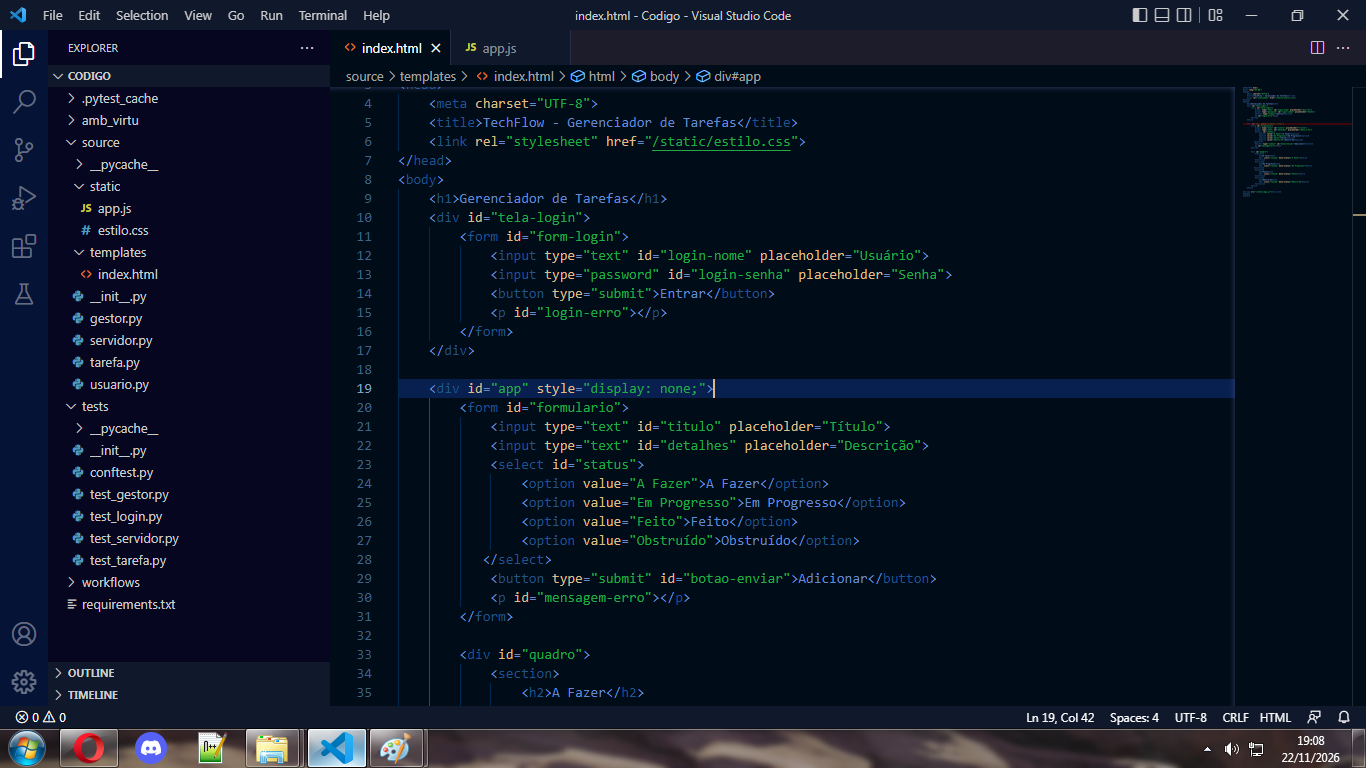 File Edit Selection View Go Run Terminal Help index.html - Codigo - Visual Studio Code
EXPLORER
CODIGO
.pytest_cache
amb_virtu
source
__pycache__
static
JS app.js
# estilo.css
templates
<> index.html
__init__.py
gestor.py
servidor.py
tarefa.py
usuario.py
tests
__pycache__
__init__.py
conftest.py
test_gestor.py
test_login.py
test_servidor.py
test_tarefa.py
workflows
requirements.txt
OUTLINE
TIMELINE
<> index.html JS app.js
source > templates > <> index.html > html > body > div#app
4 <meta charset="UTF-8">
5 <title>TechFlow - Gerenciador de Tarefas</title>
6 <link rel="stylesheet" href="/static/estilo.css">
7 </head>
8 <body>
9 <h1>Gerenciador de Tarefas</h1>
10 <div id="tela-login">
11 <form id="form-login">
12 <input type="text" id="login-nome" placeholder="Usuário">
13 <input type="password" id="login-senha" placeholder="Senha">
14 <button type="submit">Entrar</button>
15 <p id="login-erro"></p>
16 </form>
17 </div>
18
19 <div id="app" style="display: none;">
20 <form id="formulario">
21 <input type="text" id="titulo" placeholder="Título">
22 <input type="text" id="detalhes" placeholder="Descrição">
23 <select id="status">
24 <option value="A Fazer">A Fazer</option>
25 <option value="Em Progresso">Em Progresso</option>
26 <option value="Feito">Feito</option>
27 <option value="Obstruído">Obstruído</option>
28 </select>
29 <button type="submit" id="botao-enviar">Adicionar</button>
30 <p id="mensagem-erro"></p>
31 </form>
32
33 <div id="quadro">
34 <section>
35 <h2>A Fazer</h2>
0 0 Ln 19, Col 42 Spaces: 4 UTF-8 CRLF HTML
19:08
22/11/2026